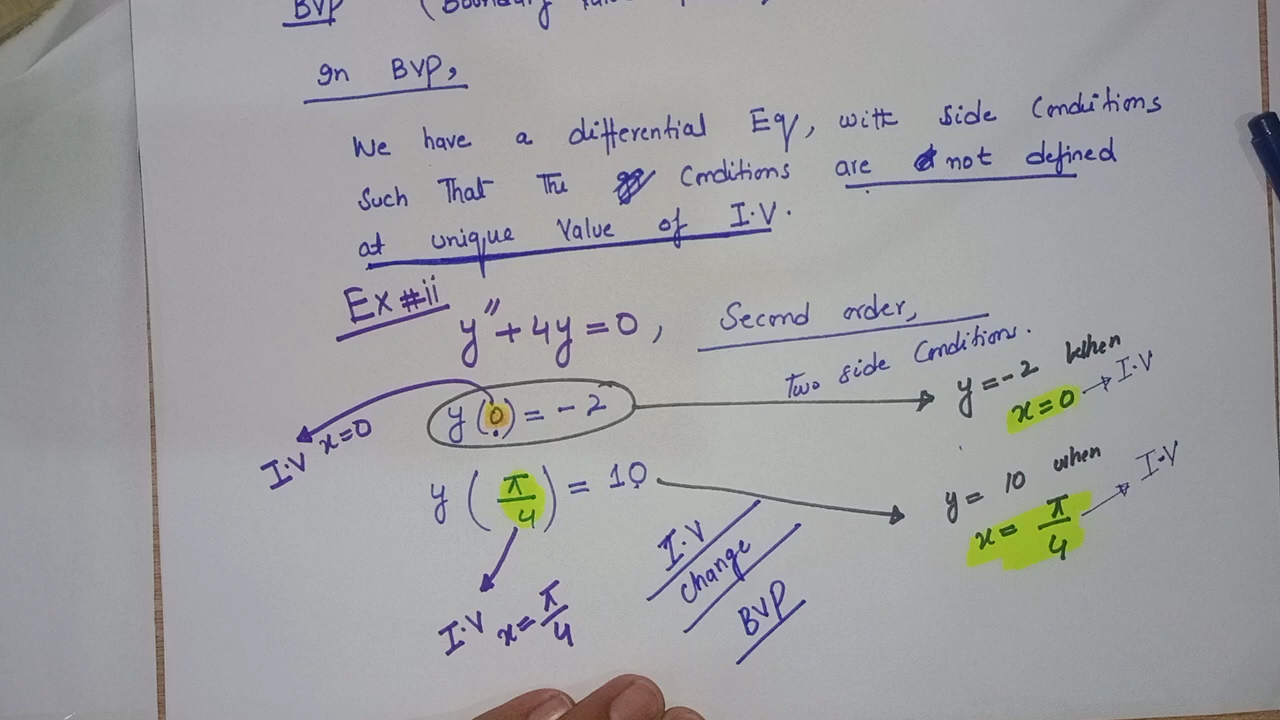 BVP (Boundary
In BVP,
We have a differential Eq, with side Conditions
Such That The Conditions are not defined
at unique Value of I.V.
Ex #ii
y'' + 4y = 0, Second order,
two side Conditions.
y(0) = -2
y = -2 when
x=0 → I.V
I.V x=0
y(π/4) = 10
y = 10 when
x = π/4 → I.V
I.V x = π/4
I.V
change
BVP